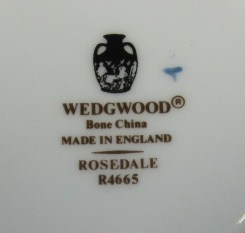 WEDGWOOD®
Bone China
MADE IN ENGLAND
ROSEDALE
R4665